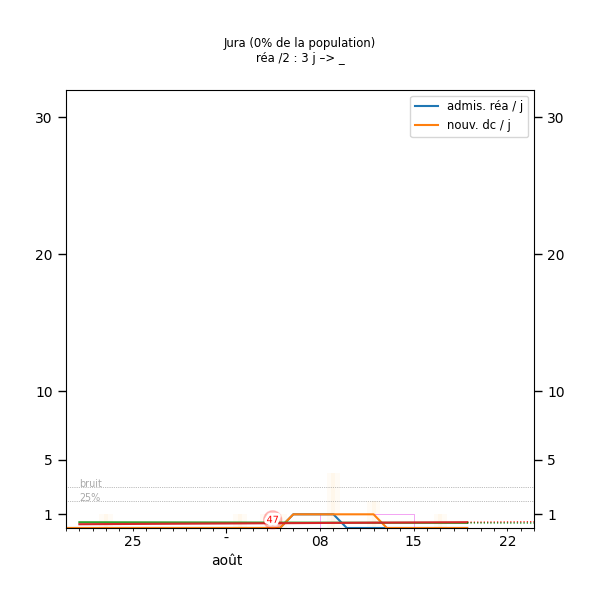 Jura (0% de la population)
réa /2 : 3 j –> _
admis. réa / j
nouv. dc / j
30 30
20 20
10 10
5 5
bruit
25%
1 47 1
25 - 08 15 22
août